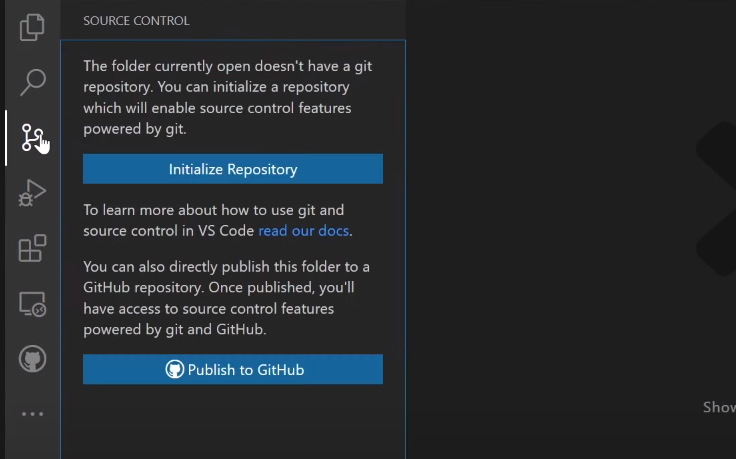 SOURCE CONTROL
The folder currently open doesn't have a git
repository. You can initialize a repository
which will enable source control features
powered by git.
Initialize Repository
To learn more about how to use git and
source control in VS Code read our docs.
You can also directly publish this folder to a
GitHub repository. Once published, you'll
have access to source control features
powered by git and GitHub.
Publish to GitHub
Show